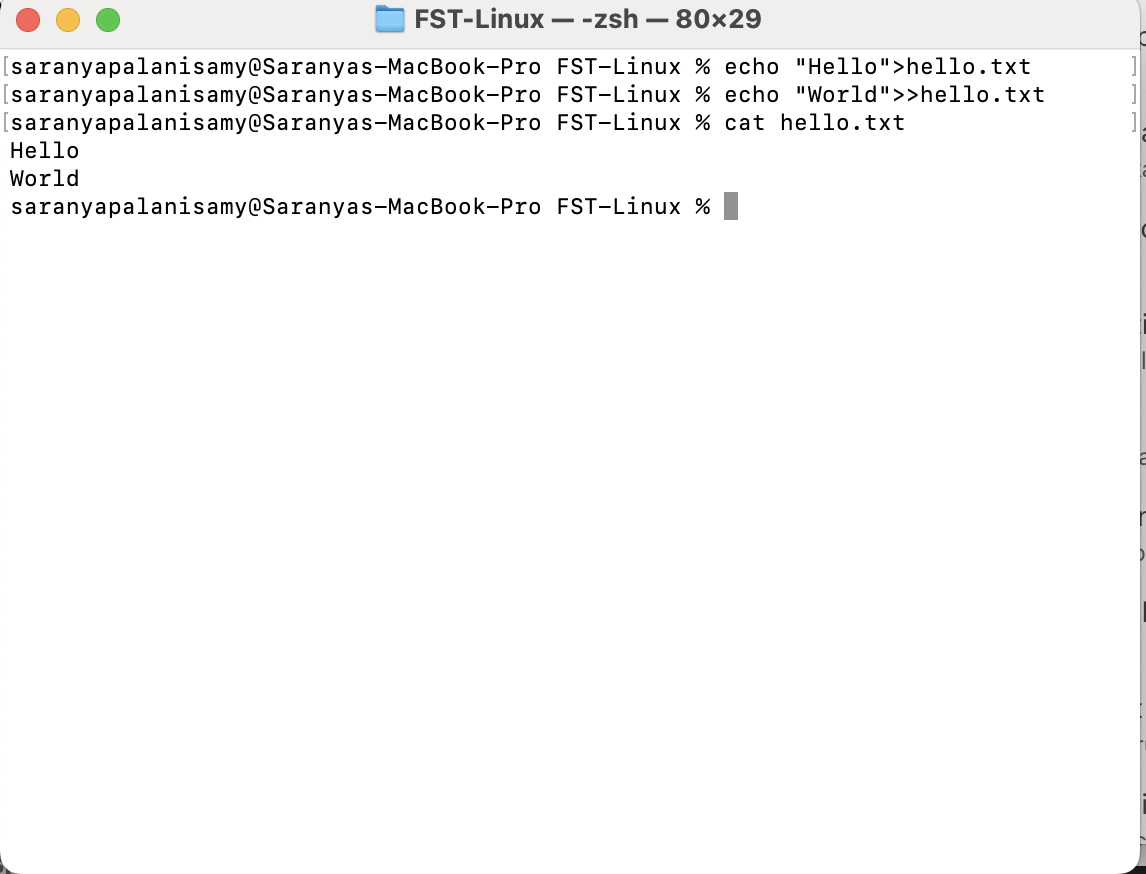 FST-Linux — -zsh — 80×29
[saranyapalanisamy@Saranyas-MacBook-Pro FST-Linux % echo "Hello">hello.txt ]
[saranyapalanisamy@Saranyas-MacBook-Pro FST-Linux % echo "World">>hello.txt ]
[saranyapalanisamy@Saranyas-MacBook-Pro FST-Linux % cat hello.txt ]
Hello
World
saranyapalanisamy@Saranyas-MacBook-Pro FST-Linux %